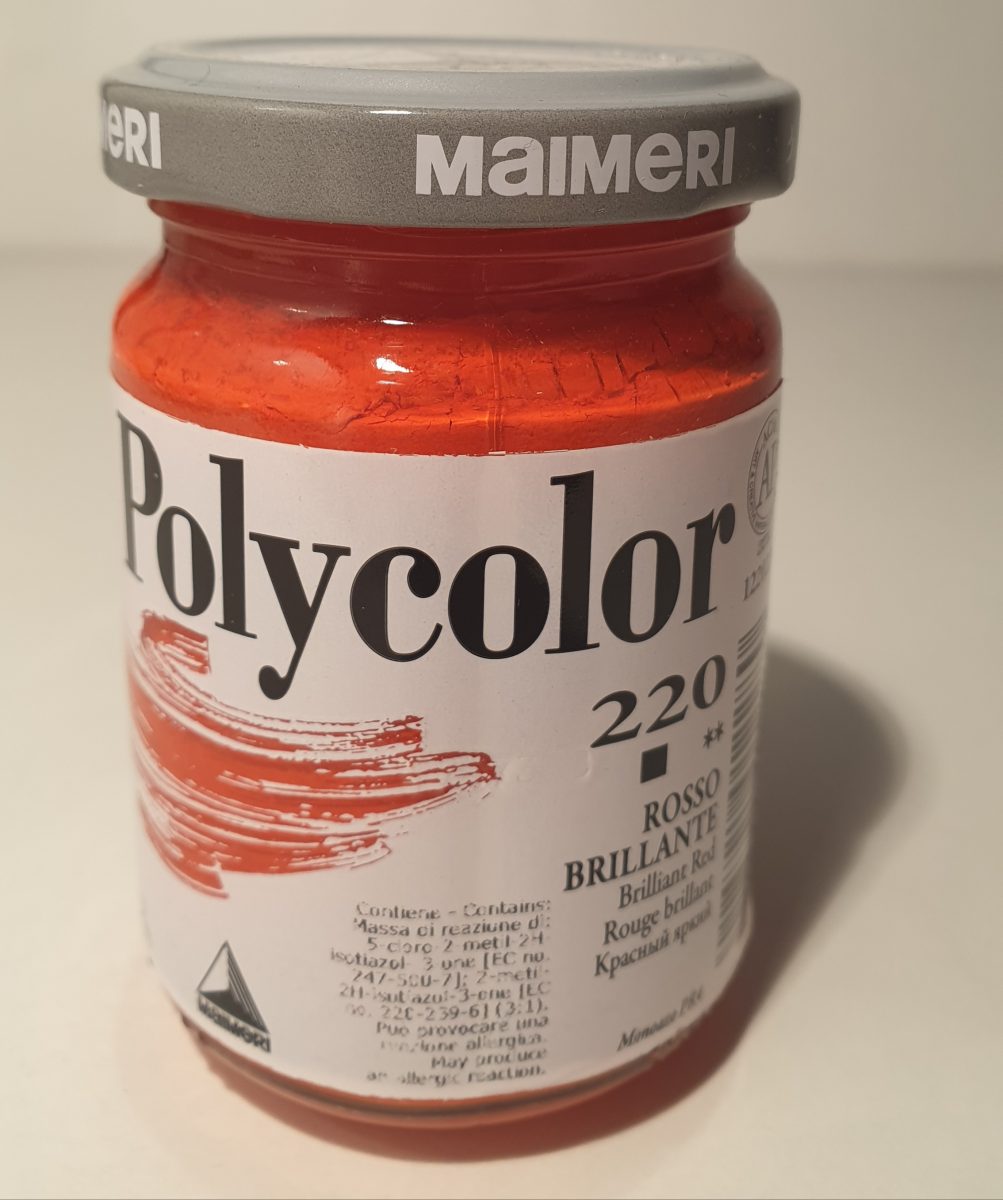 MAIMERI
Polycolor
220
**
ROSSO
BRILLANTE
Brilliant Red
Rouge brillant
Красный яркий
Contiene - Contains:
Massa di reazione di:
5-cloro-2-metil-2H-
isotiazol-3-one [EC no.
247-500-7]; 2-metil-
2H-isotiazol-3-one [EC
no. 220-239-6] (3:1).
Può provocare una
reazione allergica.
May produce
an allergic reaction.
MAIMERI